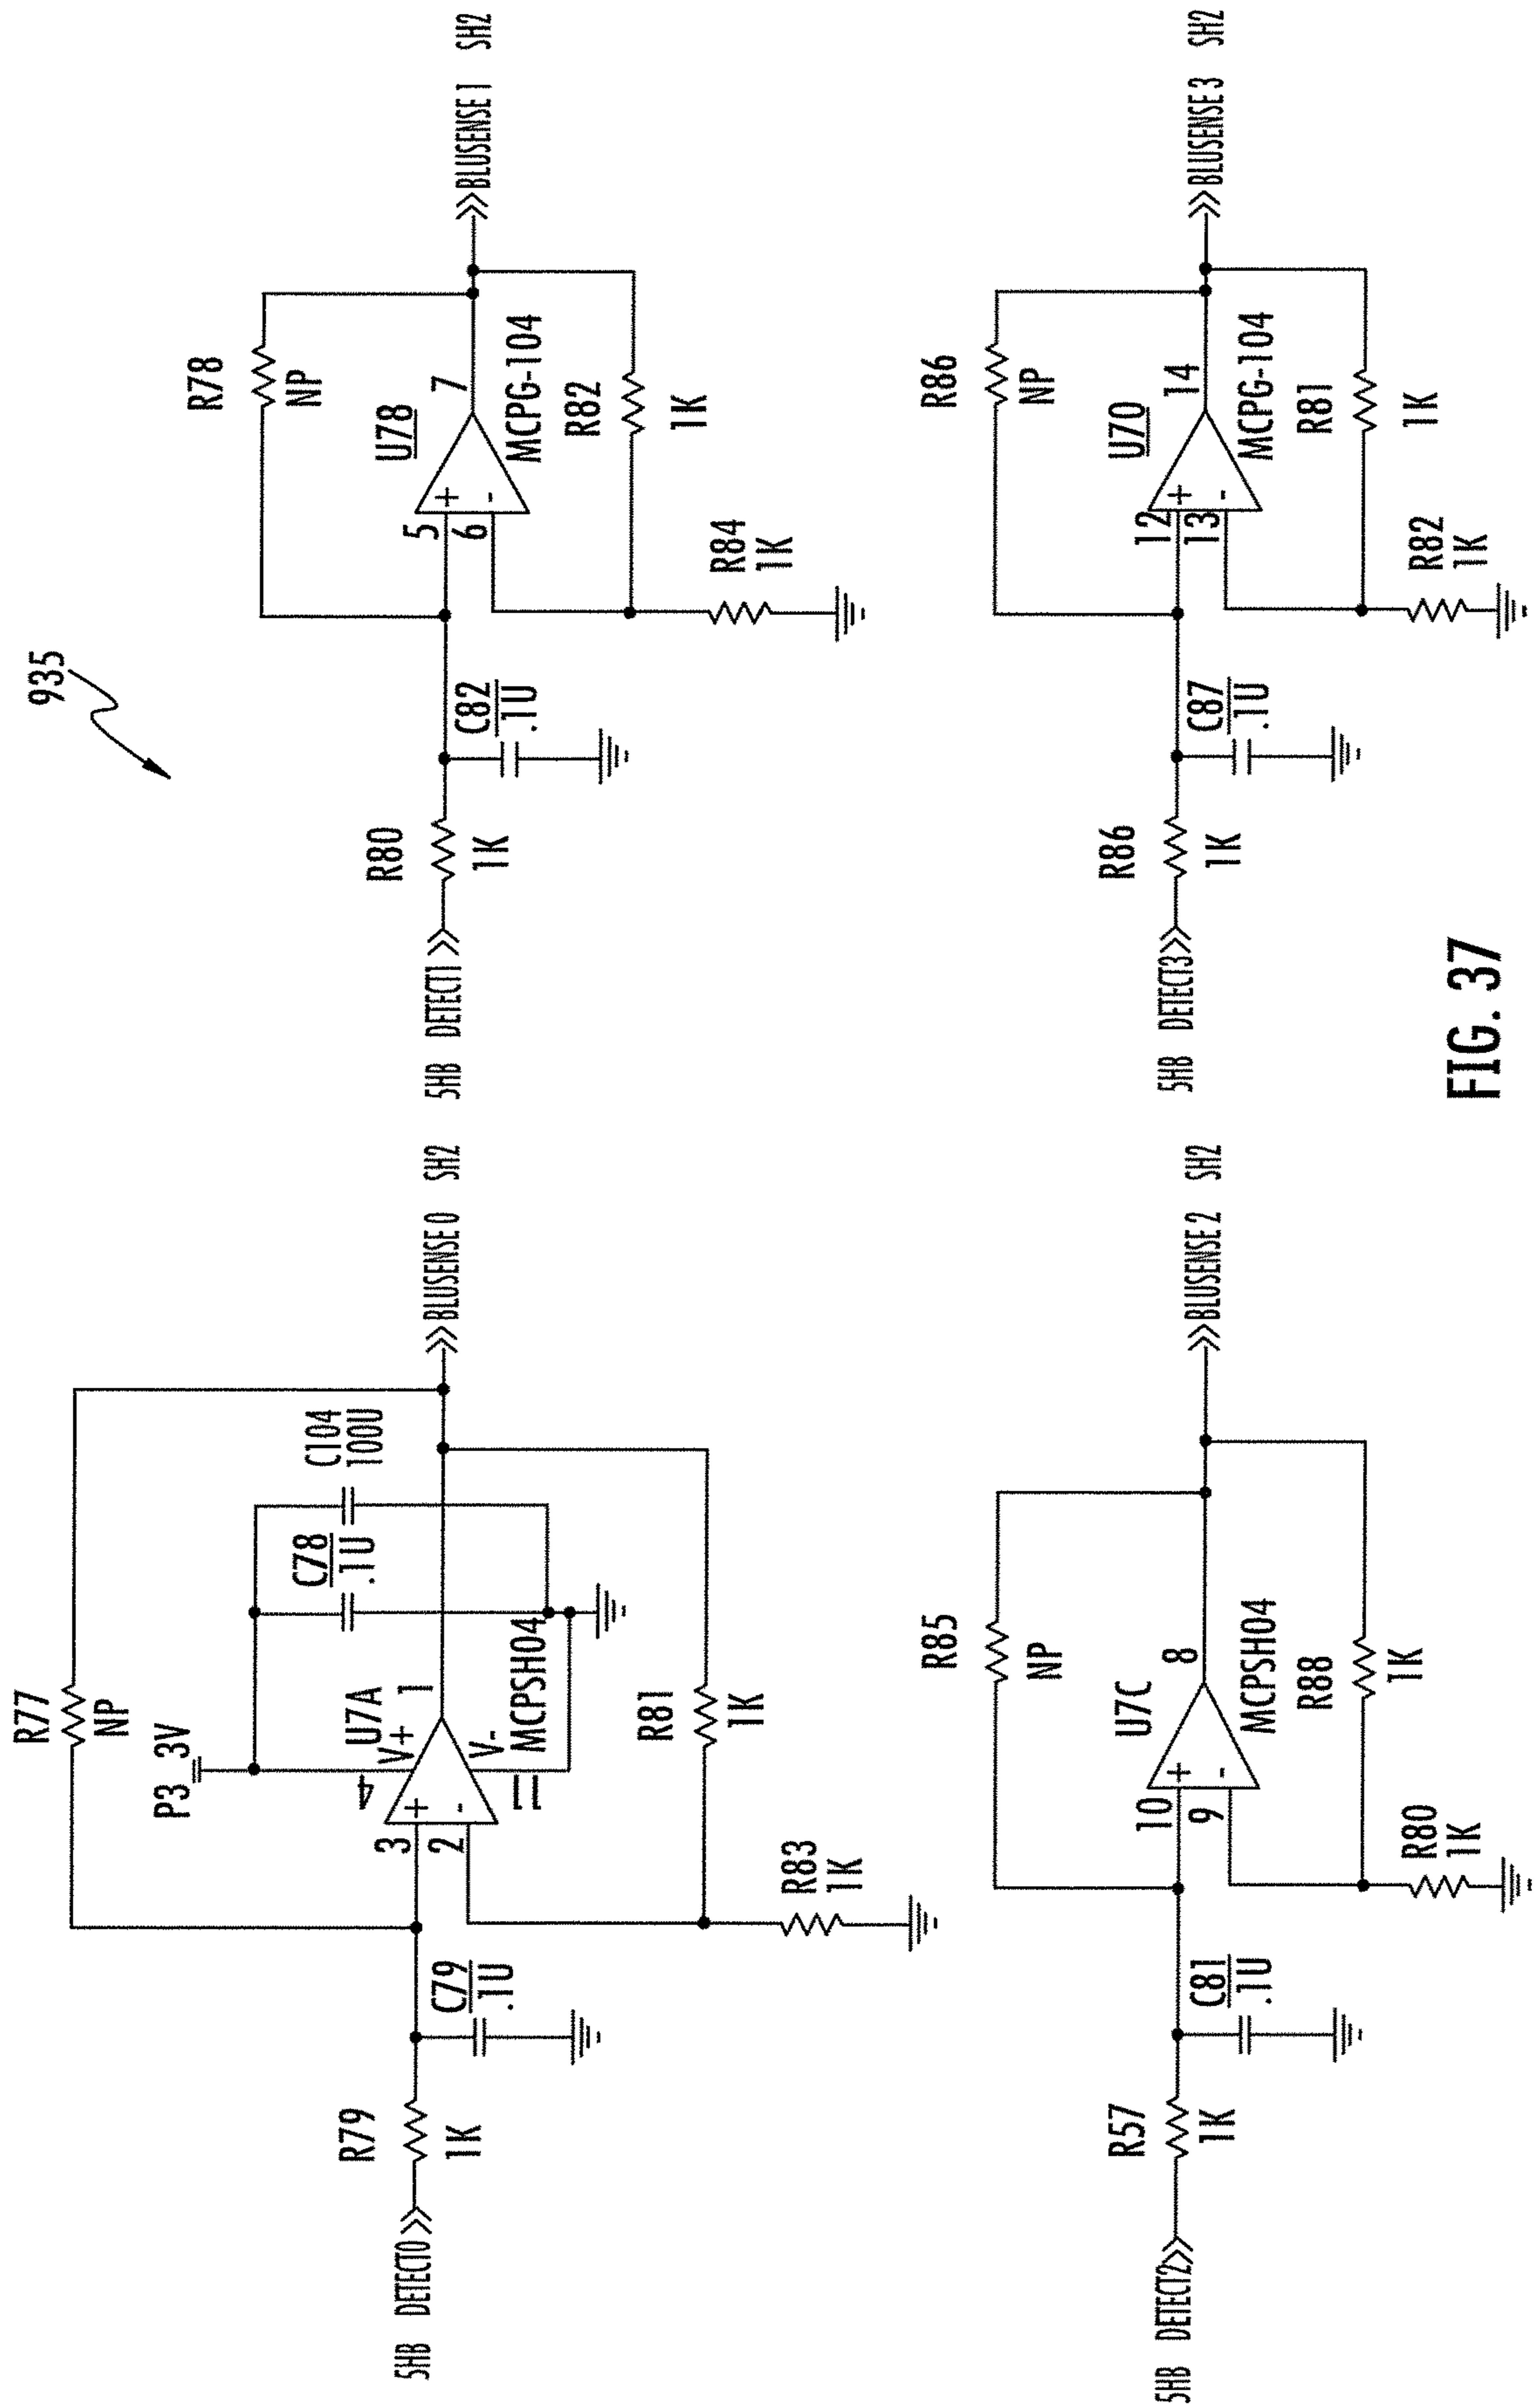 935
R77
NP
P3 3V
C104
100U
C78
.1U
U7A
V+
V-
4
11
3
2
1
MCPSH04
5HB DETECT0
R79
1K
C79
.1U
R81
1K
R83
1K
BLUSENSE 0 SH2
R78
NP
U78
5
6
7
MCPG-104
5HB DETECT1
R80
1K
C82
.1U
R82
1K
R84
1K
BLUSENSE 1 SH2
R85
NP
U7C
10
9
8
MCPSH04
5HB DETECT2
R57
1K
C81
.1U
R88
1K
R80
1K
BLUSENSE 2 SH2
R86
NP
U70
12
13
14
MCPG-104
5HB DETECT3
R86
1K
C87
.1U
R81
1K
R82
1K
BLUSENSE 3 SH2
FIG. 37